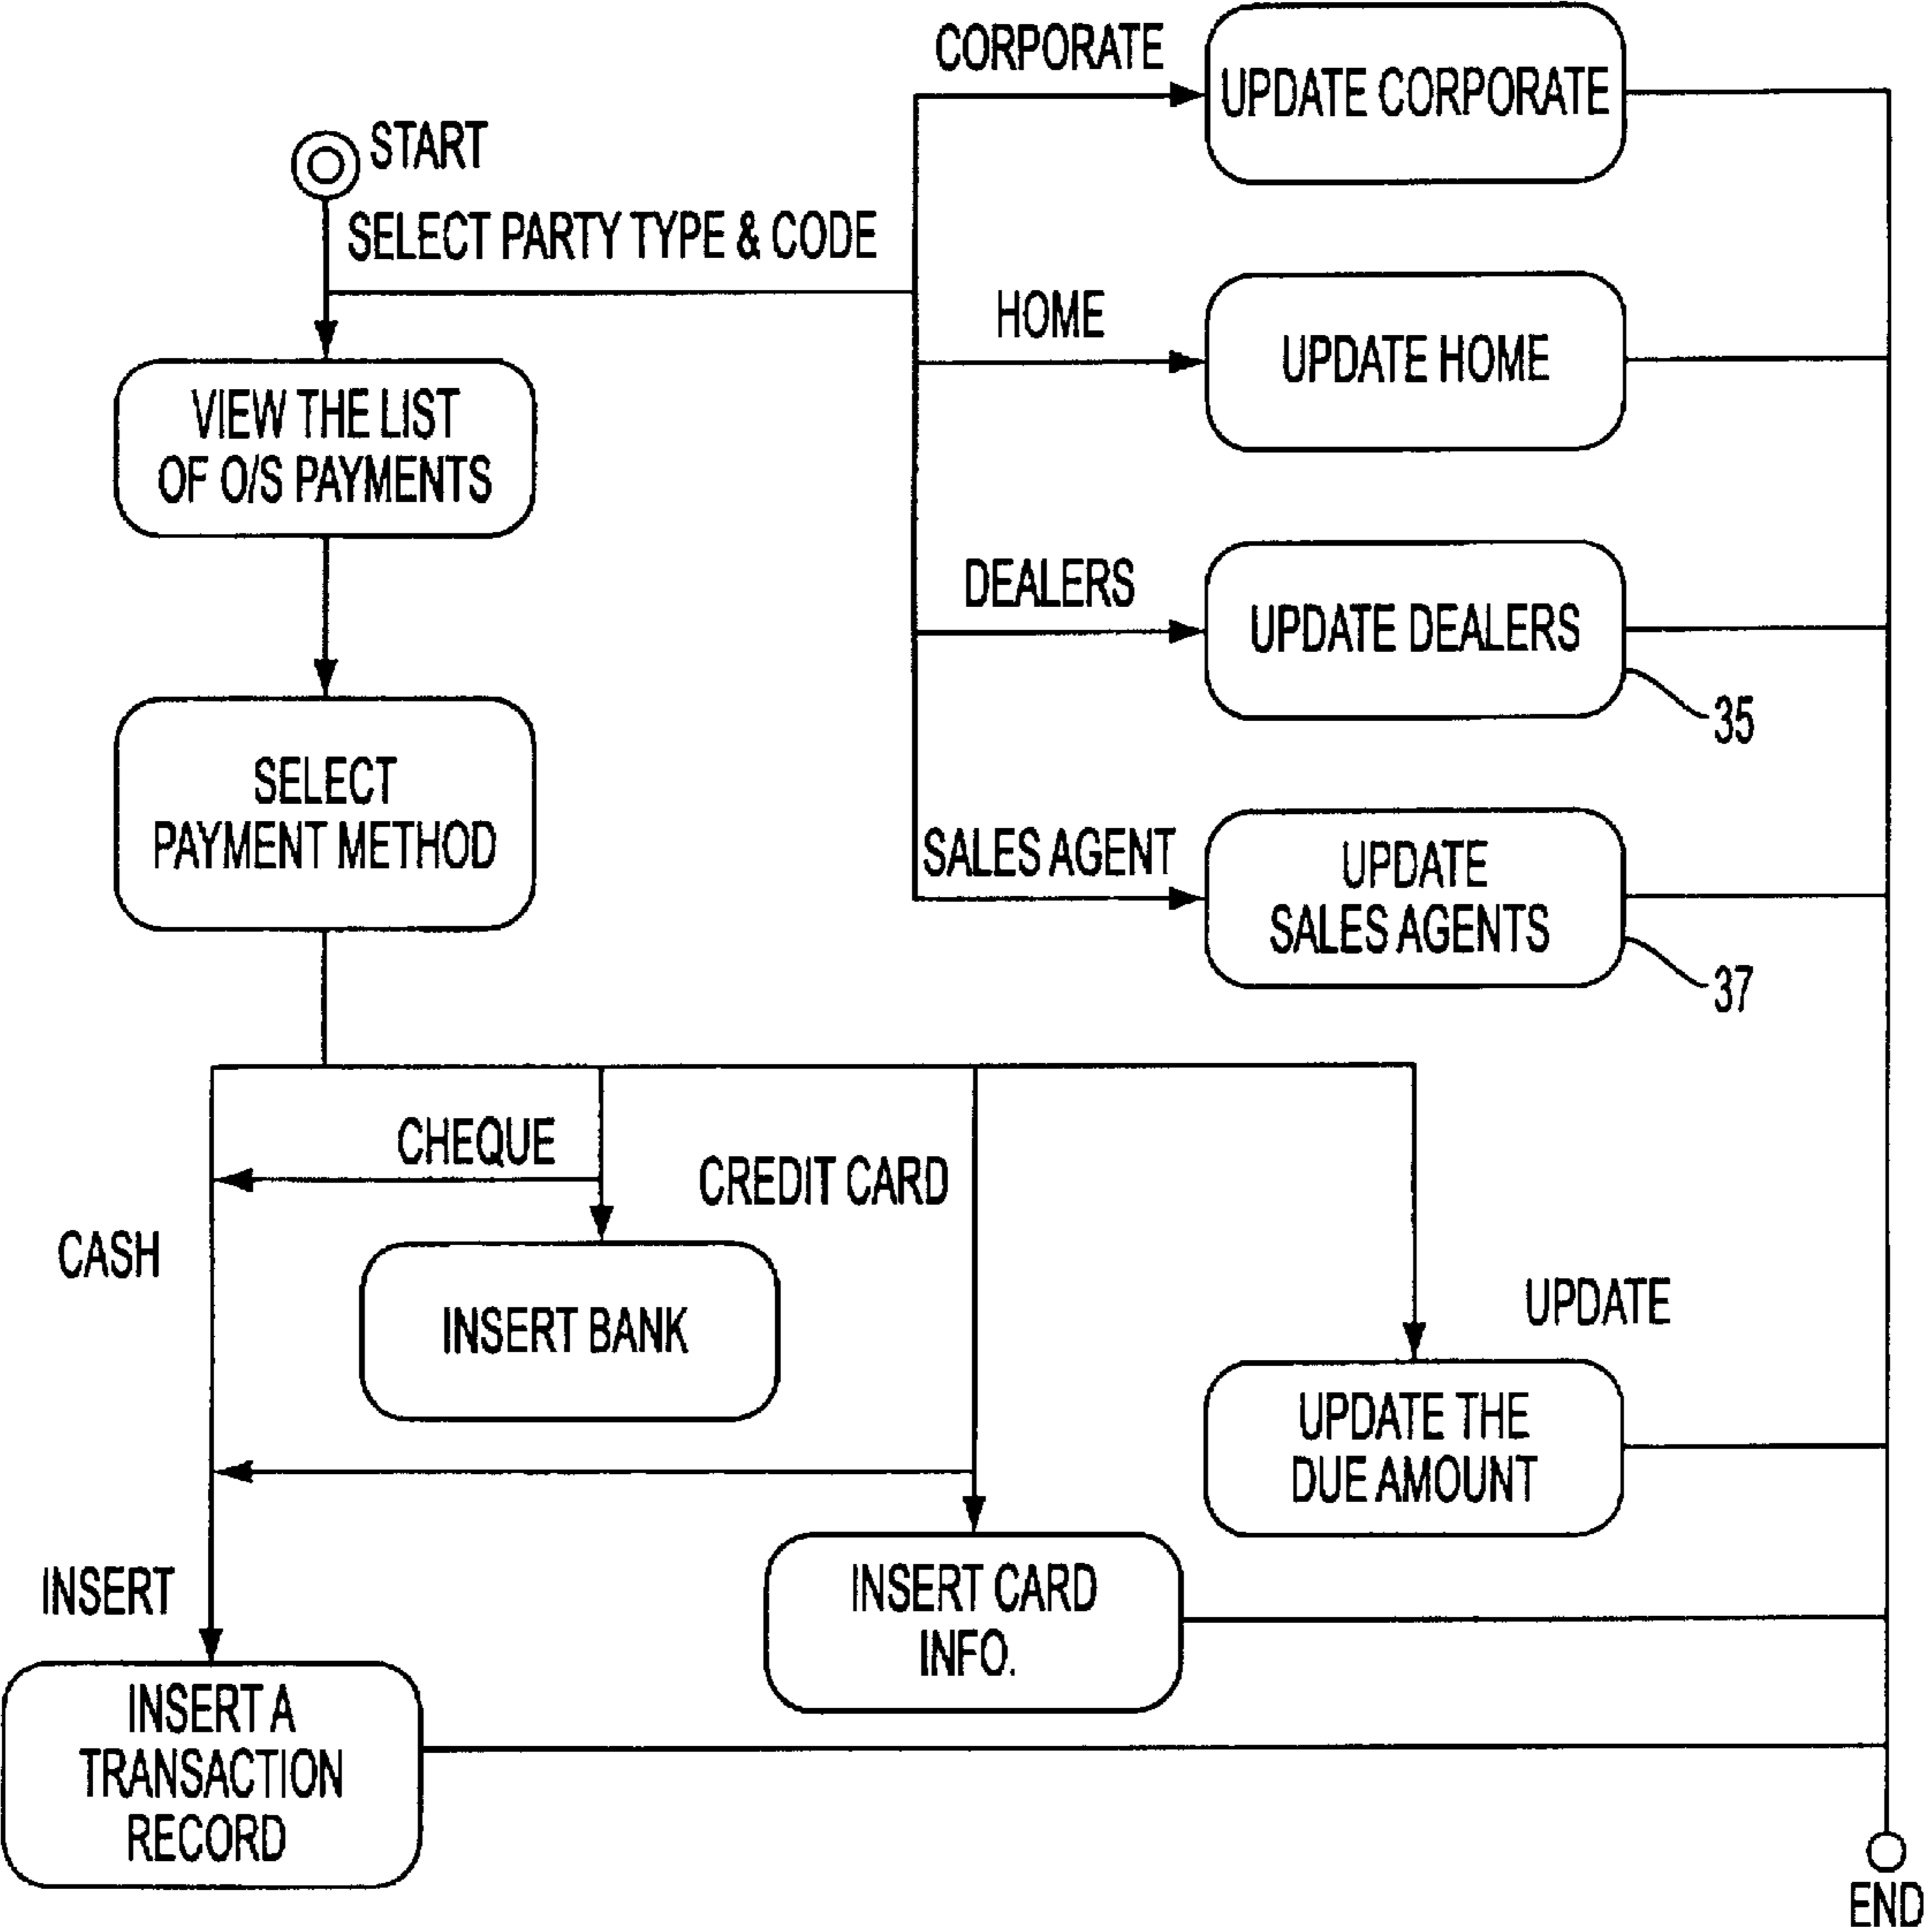 CORPORATE
UPDATE CORPORATE
START
SELECT PARTY TYPE & CODE
HOME
UPDATE HOME
VIEW THE LIST
OF O/S PAYMENTS
DEALERS
UPDATE DEALERS
35
SELECT
PAYMENT METHOD
SALES AGENT
UPDATE
SALES AGENTS
37
CHEQUE
CREDIT CARD
CASH
INSERT BANK
UPDATE
UPDATE THE
DUE AMOUNT
INSERT
INSERT CARD
INFO.
INSERT A
TRANSACTION
RECORD
END